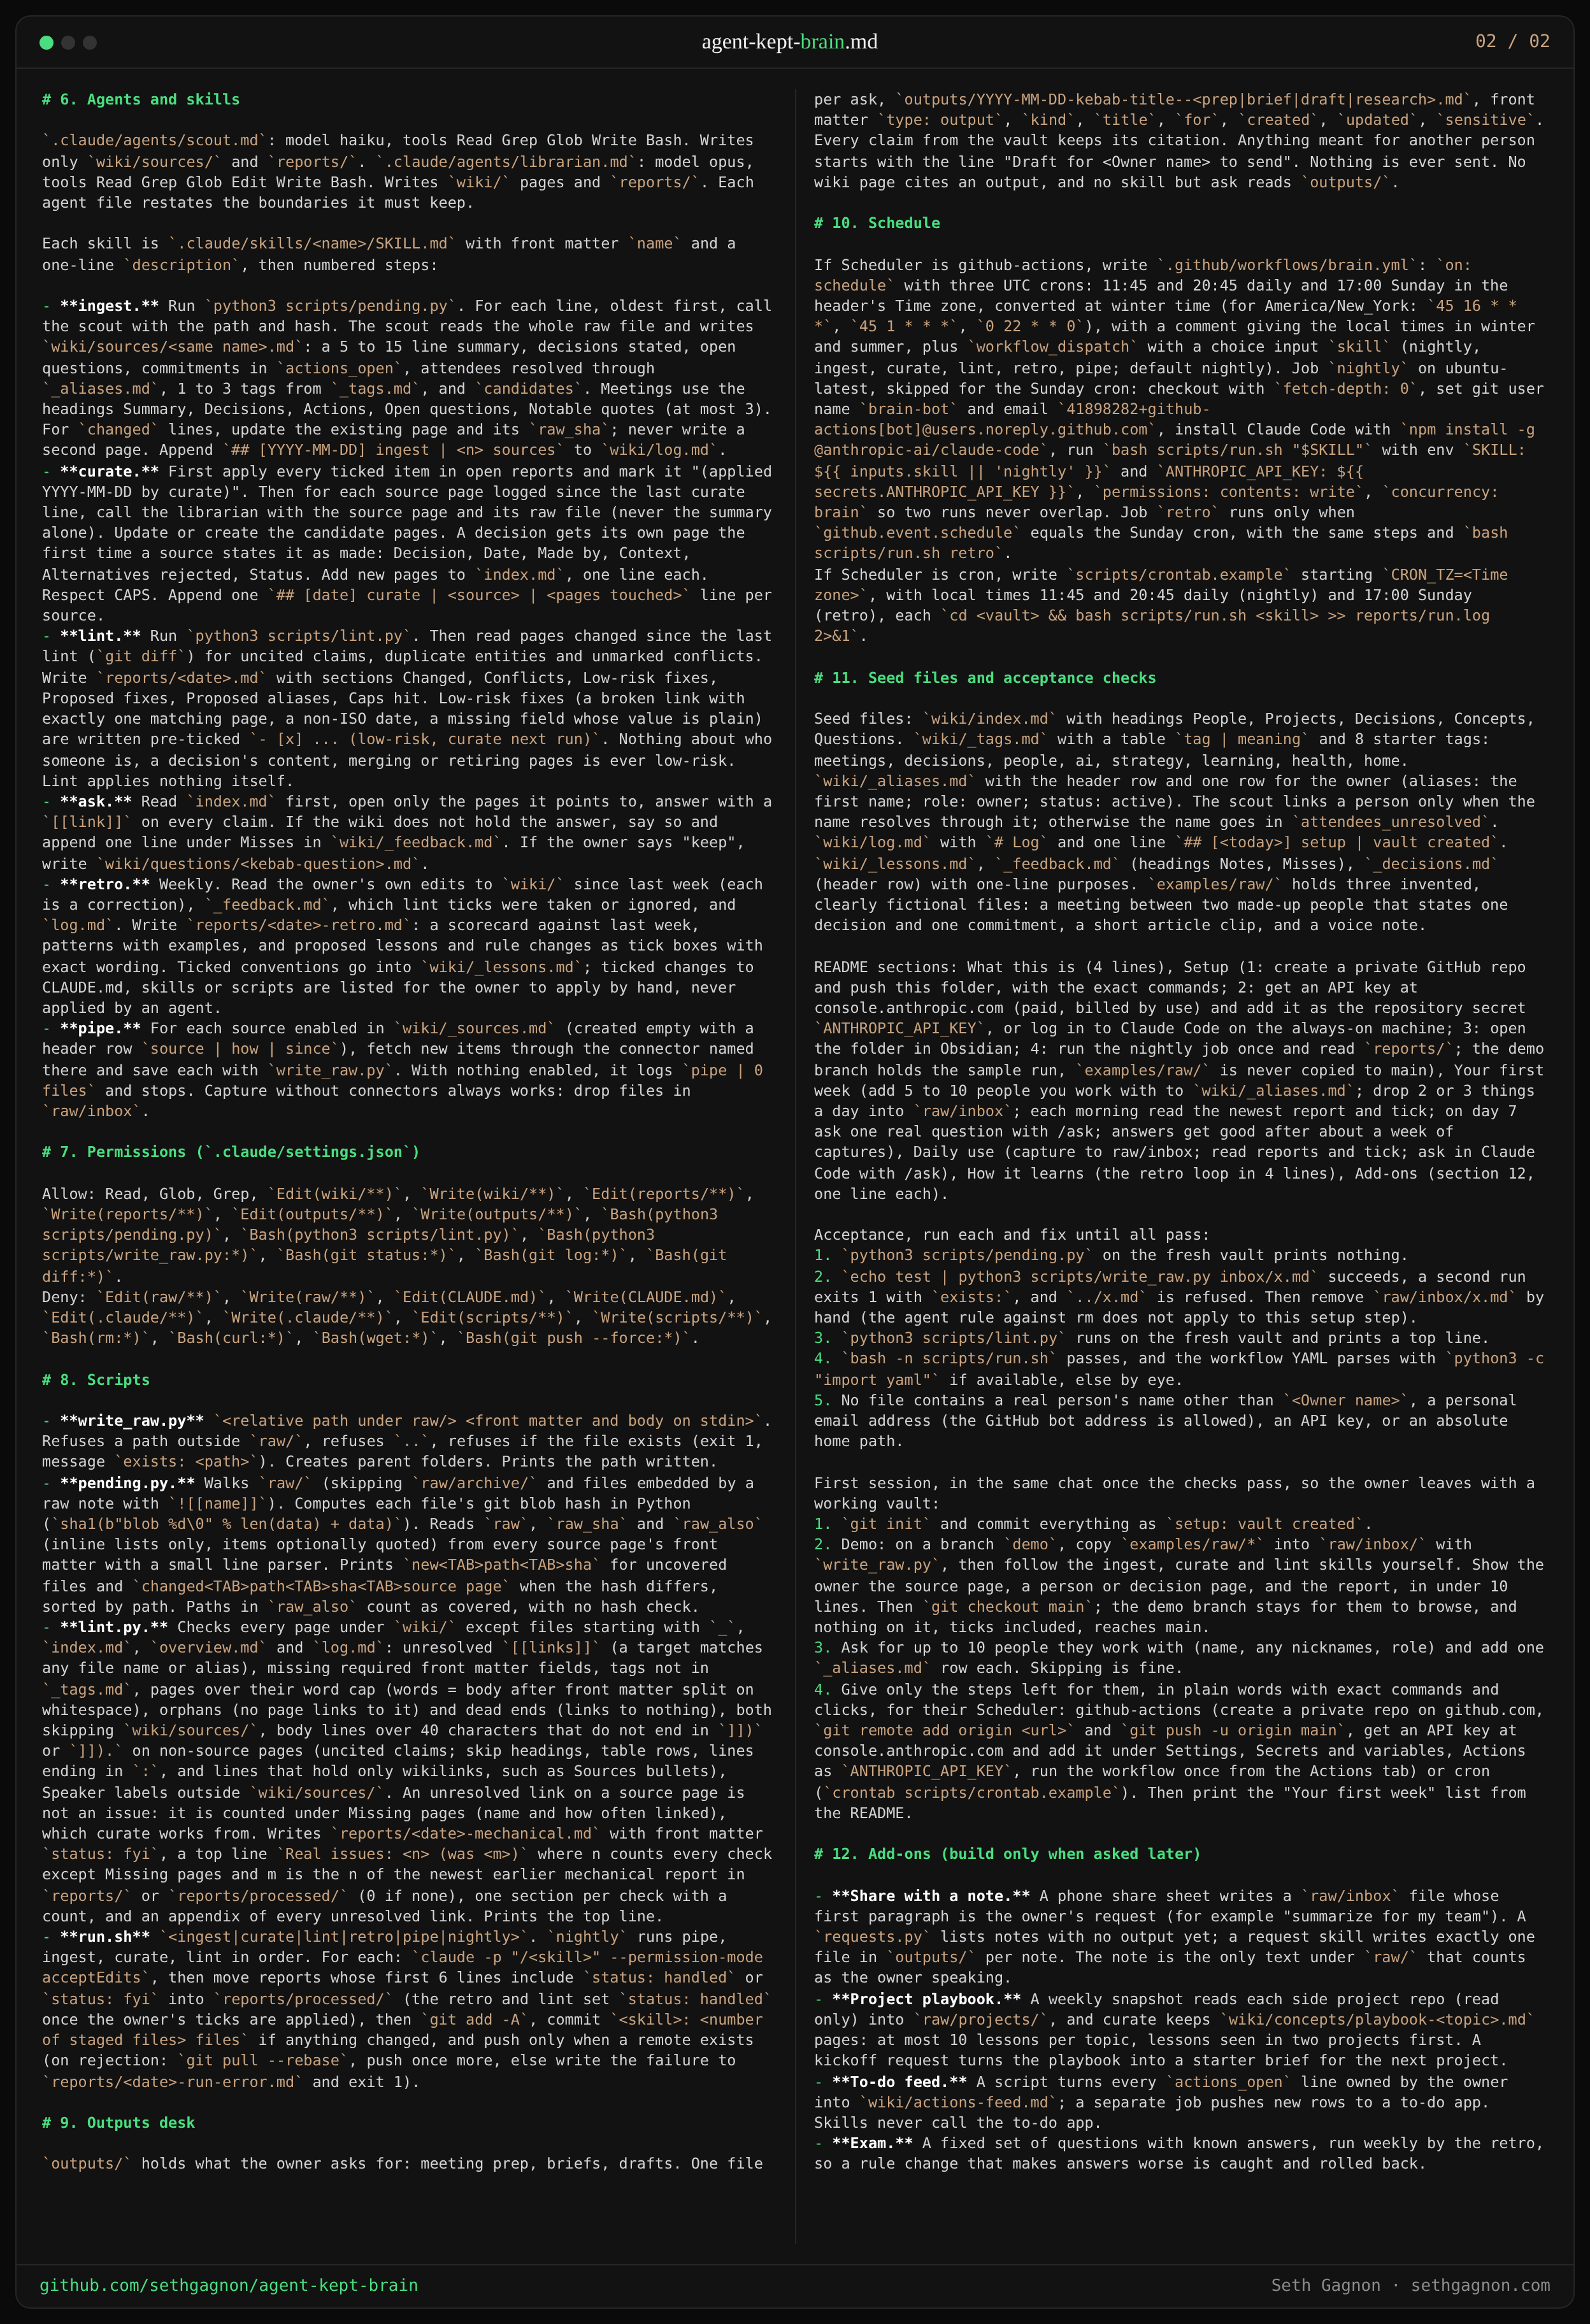 agent-kept-brain.md
02 / 02
# 6. Agents and skills
`.claude/agents/scout.md`: model haiku, tools Read Grep Glob Write Bash. Writes
only `wiki/sources/` and `reports/`. `.claude/agents/librarian.md`: model opus,
tools Read Grep Glob Edit Write Bash. Writes `wiki/` pages and `reports/`. Each
agent file restates the boundaries it must keep.
Each skill is `.claude/skills/<name>/SKILL.md` with front matter `name` and a
one-line `description`, then numbered steps:
- **ingest.** Run `python3 scripts/pending.py`. For each line, oldest first, call
the scout with the path and hash. The scout reads the whole raw file and writes
`wiki/sources/<same name>.md`: a 5 to 15 line summary, decisions stated, open
questions, commitments in `actions_open`, attendees resolved through
`_aliases.md`, 1 to 3 tags from `_tags.md`, and `candidates`. Meetings use the
headings Summary, Decisions, Actions, Open questions, Notable quotes (at most 3).
For `changed` lines, update the existing page and its `raw_sha`; never write a
second page. Append `## [YYYY-MM-DD] ingest | <n> sources` to `wiki/log.md`.
- **curate.** First apply every ticked item in open reports and mark it "(applied
YYYY-MM-DD by curate)". Then for each source page logged since the last curate
line, call the librarian with the source page and its raw file (never the summary
alone). Update or create the candidate pages. A decision gets its own page the
first time a source states it as made: Decision, Date, Made by, Context,
Alternatives rejected, Status. Add new pages to `index.md`, one line each.
Respect CAPS. Append one `## [date] curate | <source> | <pages touched>` line per
source.
- **lint.** Run `python3 scripts/lint.py`. Then read pages changed since the last
lint (`git diff`) for uncited claims, duplicate entities and unmarked conflicts.
Write `reports/<date>.md` with sections Changed, Conflicts, Low-risk fixes,
Proposed fixes, Proposed aliases, Caps hit. Low-risk fixes (a broken link with
exactly one matching page, a non-ISO date, a missing field whose value is plain)
are written pre-ticked `- [x] ... (low-risk, curate next run)`. Nothing about who
someone is, a decision's content, merging or retiring pages is ever low-risk.
Lint applies nothing itself.
- **ask.** Read `index.md` first, open only the pages it points to, answer with a
`[[link]]` on every claim. If the wiki does not hold the answer, say so and
append one line under Misses in `wiki/_feedback.md`. If the owner says "keep",
write `wiki/questions/<kebab-question>.md`.
- **retro.** Weekly. Read the owner's own edits to `wiki/` since last week (each
is a correction), `_feedback.md`, which lint ticks were taken or ignored, and
`log.md`. Write `reports/<date>-retro.md`: a scorecard against last week,
patterns with examples, and proposed lessons and rule changes as tick boxes with
exact wording. Ticked conventions go into `wiki/_lessons.md`; ticked changes to
CLAUDE.md, skills or scripts are listed for the owner to apply by hand, never
applied by an agent.
- **pipe.** For each source enabled in `wiki/_sources.md` (created empty with a
header row `source | how | since`), fetch new items through the connector named
there and save each with `write_raw.py`. With nothing enabled, it logs `pipe | 0
files` and stops. Capture without connectors always works: drop files in
`raw/inbox`.
# 7. Permissions (`.claude/settings.json`)
Allow: Read, Glob, Grep, `Edit(wiki/**)`, `Write(wiki/**)`, `Edit(reports/**)`,
`Write(reports/**)`, `Edit(outputs/**)`, `Write(outputs/**)`, `Bash(python3
scripts/pending.py)`, `Bash(python3 scripts/lint.py)`, `Bash(python3
scripts/write_raw.py:*)`, `Bash(git status:*)`, `Bash(git log:*)`, `Bash(git
diff:*)`.
Deny: `Edit(raw/**)`, `Write(raw/**)`, `Edit(CLAUDE.md)`, `Write(CLAUDE.md)`,
`Edit(.claude/**)`, `Write(.claude/**)`, `Edit(scripts/**)`, `Write(scripts/**)`,
`Bash(rm:*)`, `Bash(curl:*)`, `Bash(wget:*)`, `Bash(git push --force:*)`.
# 8. Scripts
- **write_raw.py** `<relative path under raw/> <front matter and body on stdin>`.
Refuses a path outside `raw/`, refuses `..`, refuses if the file exists (exit 1,
message `exists: <path>`). Creates parent folders. Prints the path written.
- **pending.py.** Walks `raw/` (skipping `raw/archive/` and files embedded by a
raw note with `![[name]]`). Computes each file's git blob hash in Python
(`sha1(b"blob %d\0" % len(data) + data)`). Reads `raw`, `raw_sha` and `raw_also`
(inline lists only, items optionally quoted) from every source page's front
matter with a small line parser. Prints `new<TAB>path<TAB>sha` for uncovered
files and `changed<TAB>path<TAB>sha<TAB>source page` when the hash differs,
sorted by path. Paths in `raw_also` count as covered, with no hash check.
- **lint.py.** Checks every page under `wiki/` except files starting with `_`,
`index.md`, `overview.md` and `log.md`: unresolved `[[links]]` (a target matches
any file name or alias), missing required front matter fields, tags not in
`_tags.md`, pages over their word cap (words = body after front matter split on
whitespace), orphans (no page links to it) and dead ends (links to nothing), both
skipping `wiki/sources/`, body lines over 40 characters that do not end in `]])`
or `]]).` on non-source pages (uncited claims; skip headings, table rows, lines
ending in `:`, and lines that hold only wikilinks, such as Sources bullets),
Speaker labels outside `wiki/sources/`. An unresolved link on a source page is
not an issue: it is counted under Missing pages (name and how often linked),
which curate works from. Writes `reports/<date>-mechanical.md` with front matter
`status: fyi`, a top line `Real issues: <n> (was <m>)` where n counts every check
except Missing pages and m is the n of the newest earlier mechanical report in
`reports/` or `reports/processed/` (0 if none), one section per check with a
count, and an appendix of every unresolved link. Prints the top line.
- **run.sh** `<ingest|curate|lint|retro|pipe|nightly>`. `nightly` runs pipe,
ingest, curate, lint in order. For each: `claude -p "/<skill>" --permission-mode
acceptEdits`, then move reports whose first 6 lines include `status: handled` or
`status: fyi` into `reports/processed/` (the retro and lint set `status: handled`
once the owner's ticks are applied), then `git add -A`, commit `<skill>: <number
of staged files> files` if anything changed, and push only when a remote exists
(on rejection: `git pull --rebase`, push once more, else write the failure to
`reports/<date>-run-error.md` and exit 1).
# 9. Outputs desk
`outputs/` holds what the owner asks for: meeting prep, briefs, drafts. One file
per ask, `outputs/YYYY-MM-DD-kebab-title--<prep|brief|draft|research>.md`, front
matter `type: output`, `kind`, `title`, `for`, `created`, `updated`, `sensitive`.
Every claim from the vault keeps its citation. Anything meant for another person
starts with the line "Draft for <Owner name> to send". Nothing is ever sent. No
wiki page cites an output, and no skill but ask reads `outputs/`.
# 10. Schedule
If Scheduler is github-actions, write `.github/workflows/brain.yml`: `on:
schedule` with three UTC crons: 11:45 and 20:45 daily and 17:00 Sunday in the
header's Time zone, converted at winter time (for America/New_York: `45 16 * *
*`, `45 1 * * *`, `0 22 * * 0`), with a comment giving the local times in winter
and summer, plus `workflow_dispatch` with a choice input `skill` (nightly,
ingest, curate, lint, retro, pipe; default nightly). Job `nightly` on ubuntu-
latest, skipped for the Sunday cron: checkout with `fetch-depth: 0`, set git user
name `brain-bot` and email `41898282+github-
actions[bot]@users.noreply.github.com`, install Claude Code with `npm install -g
@anthropic-ai/claude-code`, run `bash scripts/run.sh "$SKILL"` with env `SKILL:
${{ inputs.skill || 'nightly' }}` and `ANTHROPIC_API_KEY: ${{
secrets.ANTHROPIC_API_KEY }}`, `permissions: contents: write`, `concurrency:
brain` so two runs never overlap. Job `retro` runs only when
`github.event.schedule` equals the Sunday cron, with the same steps and `bash
scripts/run.sh retro`.
If Scheduler is cron, write `scripts/crontab.example` starting `CRON_TZ=<Time
zone>`, with local times 11:45 and 20:45 daily (nightly) and 17:00 Sunday
(retro), each `cd <vault> && bash scripts/run.sh <skill> >> reports/run.log
2>&1`.
# 11. Seed files and acceptance checks
Seed files: `wiki/index.md` with headings People, Projects, Decisions, Concepts,
Questions. `wiki/_tags.md` with a table `tag | meaning` and 8 starter tags:
meetings, decisions, people, ai, strategy, learning, health, home.
`wiki/_aliases.md` with the header row and one row for the owner (aliases: the
first name; role: owner; status: active). The scout links a person only when the
name resolves through it; otherwise the name goes in `attendees_unresolved`.
`wiki/log.md` with `# Log` and one line `## [<today>] setup | vault created`.
`wiki/_lessons.md`, `_feedback.md` (headings Notes, Misses), `_decisions.md`
(header row) with one-line purposes. `examples/raw/` holds three invented,
clearly fictional files: a meeting between two made-up people that states one
decision and one commitment, a short article clip, and a voice note.
README sections: What this is (4 lines), Setup (1: create a private GitHub repo
and push this folder, with the exact commands; 2: get an API key at
console.anthropic.com (paid, billed by use) and add it as the repository secret
`ANTHROPIC_API_KEY`, or log in to Claude Code on the always-on machine; 3: open
the folder in Obsidian; 4: run the nightly job once and read `reports/`; the demo
branch holds the sample run, `examples/raw/` is never copied to main), Your first
week (add 5 to 10 people you work with to `wiki/_aliases.md`; drop 2 or 3 things
a day into `raw/inbox`; each morning read the newest report and tick; on day 7
ask one real question with /ask; answers get good after about a week of
captures), Daily use (capture to raw/inbox; read reports and tick; ask in Claude
Code with /ask), How it learns (the retro loop in 4 lines), Add-ons (section 12,
one line each).
Acceptance, run each and fix until all pass:
1. `python3 scripts/pending.py` on the fresh vault prints nothing.
2. `echo test | python3 scripts/write_raw.py inbox/x.md` succeeds, a second run
exits 1 with `exists:`, and `../x.md` is refused. Then remove `raw/inbox/x.md` by
hand (the agent rule against rm does not apply to this setup step).
3. `python3 scripts/lint.py` runs on the fresh vault and prints a top line.
4. `bash -n scripts/run.sh` passes, and the workflow YAML parses with `python3 -c
"import yaml"` if available, else by eye.
5. No file contains a real person's name other than `<Owner name>`, a personal
email address (the GitHub bot address is allowed), an API key, or an absolute
home path.
First session, in the same chat once the checks pass, so the owner leaves with a
working vault:
1. `git init` and commit everything as `setup: vault created`.
2. Demo: on a branch `demo`, copy `examples/raw/*` into `raw/inbox/` with
`write_raw.py`, then follow the ingest, curate and lint skills yourself. Show the
owner the source page, a person or decision page, and the report, in under 10
lines. Then `git checkout main`; the demo branch stays for them to browse, and
nothing on it, ticks included, reaches main.
3. Ask for up to 10 people they work with (name, any nicknames, role) and add one
`_aliases.md` row each. Skipping is fine.
4. Give only the steps left for them, in plain words with exact commands and
clicks, for their Scheduler: github-actions (create a private repo on github.com,
`git remote add origin <url>` and `git push -u origin main`, get an API key at
console.anthropic.com and add it under Settings, Secrets and variables, Actions
as `ANTHROPIC_API_KEY`, run the workflow once from the Actions tab) or cron
(`crontab scripts/crontab.example`). Then print the "Your first week" list from
the README.
# 12. Add-ons (build only when asked later)
- **Share with a note.** A phone share sheet writes a `raw/inbox` file whose
first paragraph is the owner's request (for example "summarize for my team"). A
`requests.py` lists notes with no output yet; a request skill writes exactly one
file in `outputs/` per note. The note is the only text under `raw/` that counts
as the owner speaking.
- **Project playbook.** A weekly snapshot reads each side project repo (read
only) into `raw/projects/`, and curate keeps `wiki/concepts/playbook-<topic>.md`
pages: at most 10 lessons per topic, lessons seen in two projects first. A
kickoff request turns the playbook into a starter brief for the next project.
- **To-do feed.** A script turns every `actions_open` line owned by the owner
into `wiki/actions-feed.md`; a separate job pushes new rows to a to-do app.
Skills never call the to-do app.
- **Exam.** A fixed set of questions with known answers, run weekly by the retro,
so a rule change that makes answers worse is caught and rolled back.
github.com/sethgagnon/agent-kept-brain
Seth Gagnon · sethgagnon.com